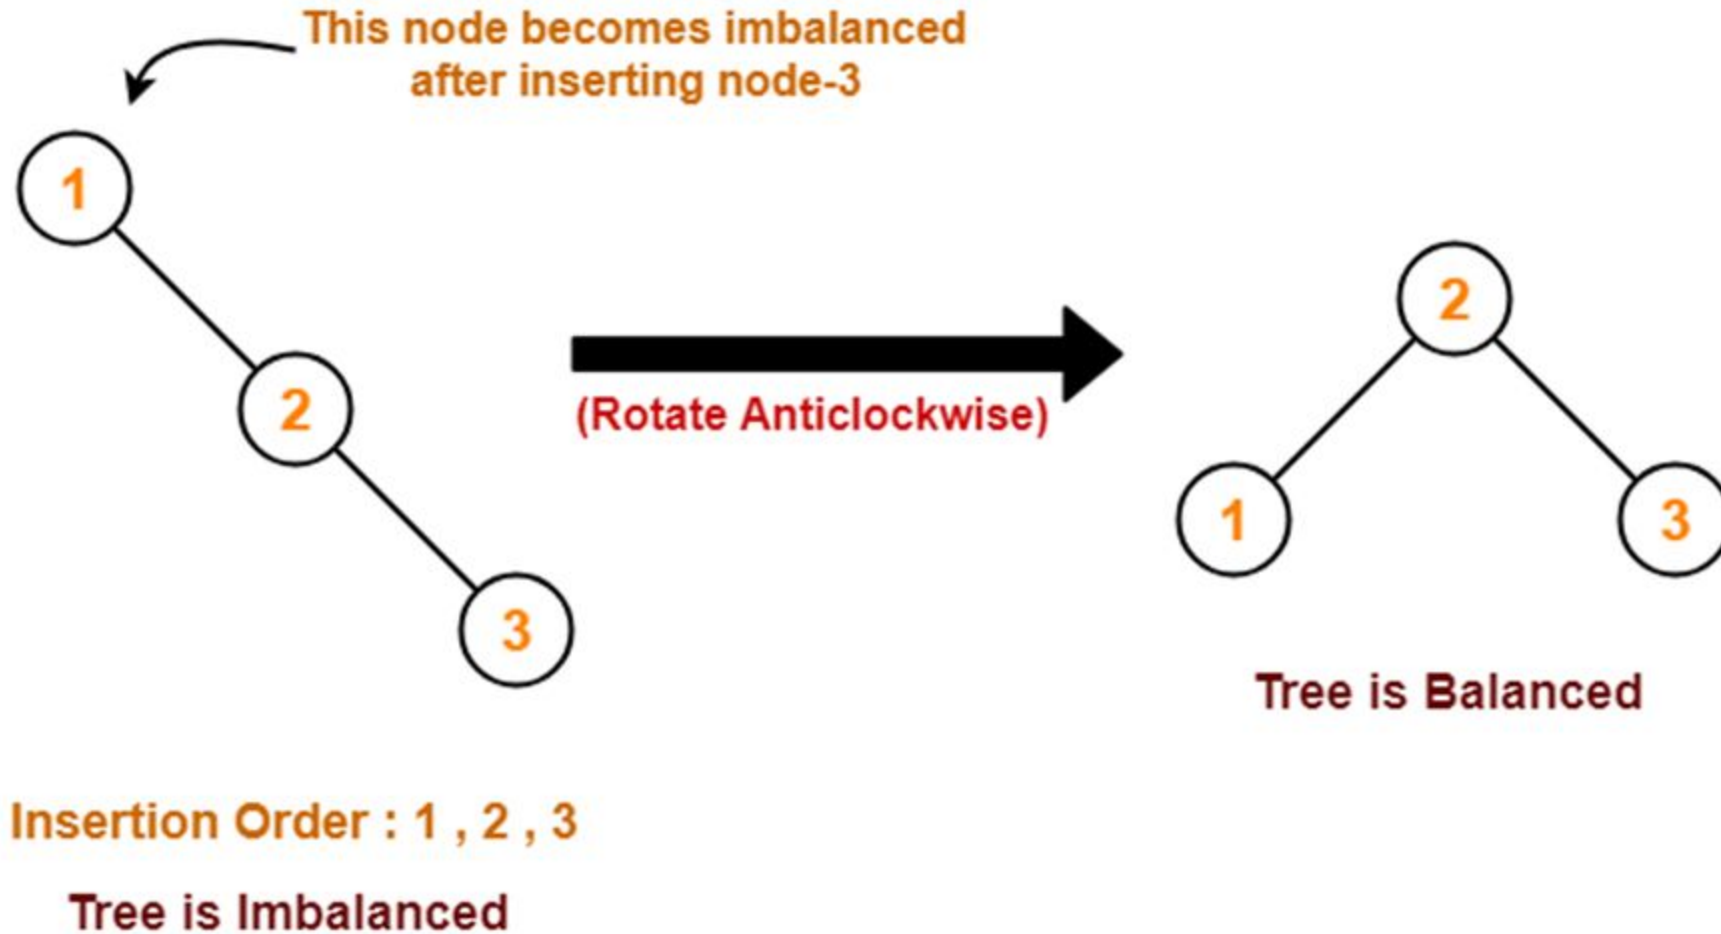 This node becomes imbalanced
after inserting node-3
1
2
3
(Rotate Anticlockwise)
2
1
3
Tree is Balanced
Insertion Order : 1 , 2 , 3
Tree is Imbalanced